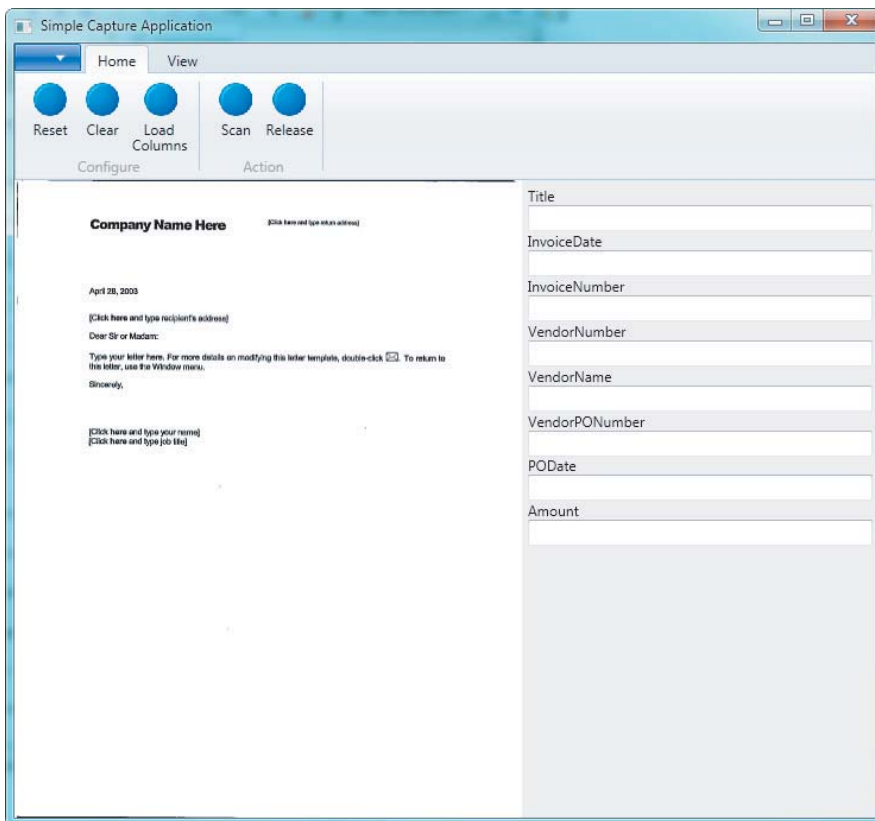 Simple Capture Application
Home View
Reset Clear Load Columns Scan Release
Configure Action
Company Name Here [Click here and type return address]
April 28, 2003
[Click here and type recipient's address]
Dear Sir or Madam:
Type your letter here. For more details on modifying this letter template, double-click . To return to
this letter, use the Window menu.
Sincerely,
[Click here and type your name]
[Click here and type job title]
Title
InvoiceDate
InvoiceNumber
VendorNumber
VendorName
VendorPONumber
PODate
Amount